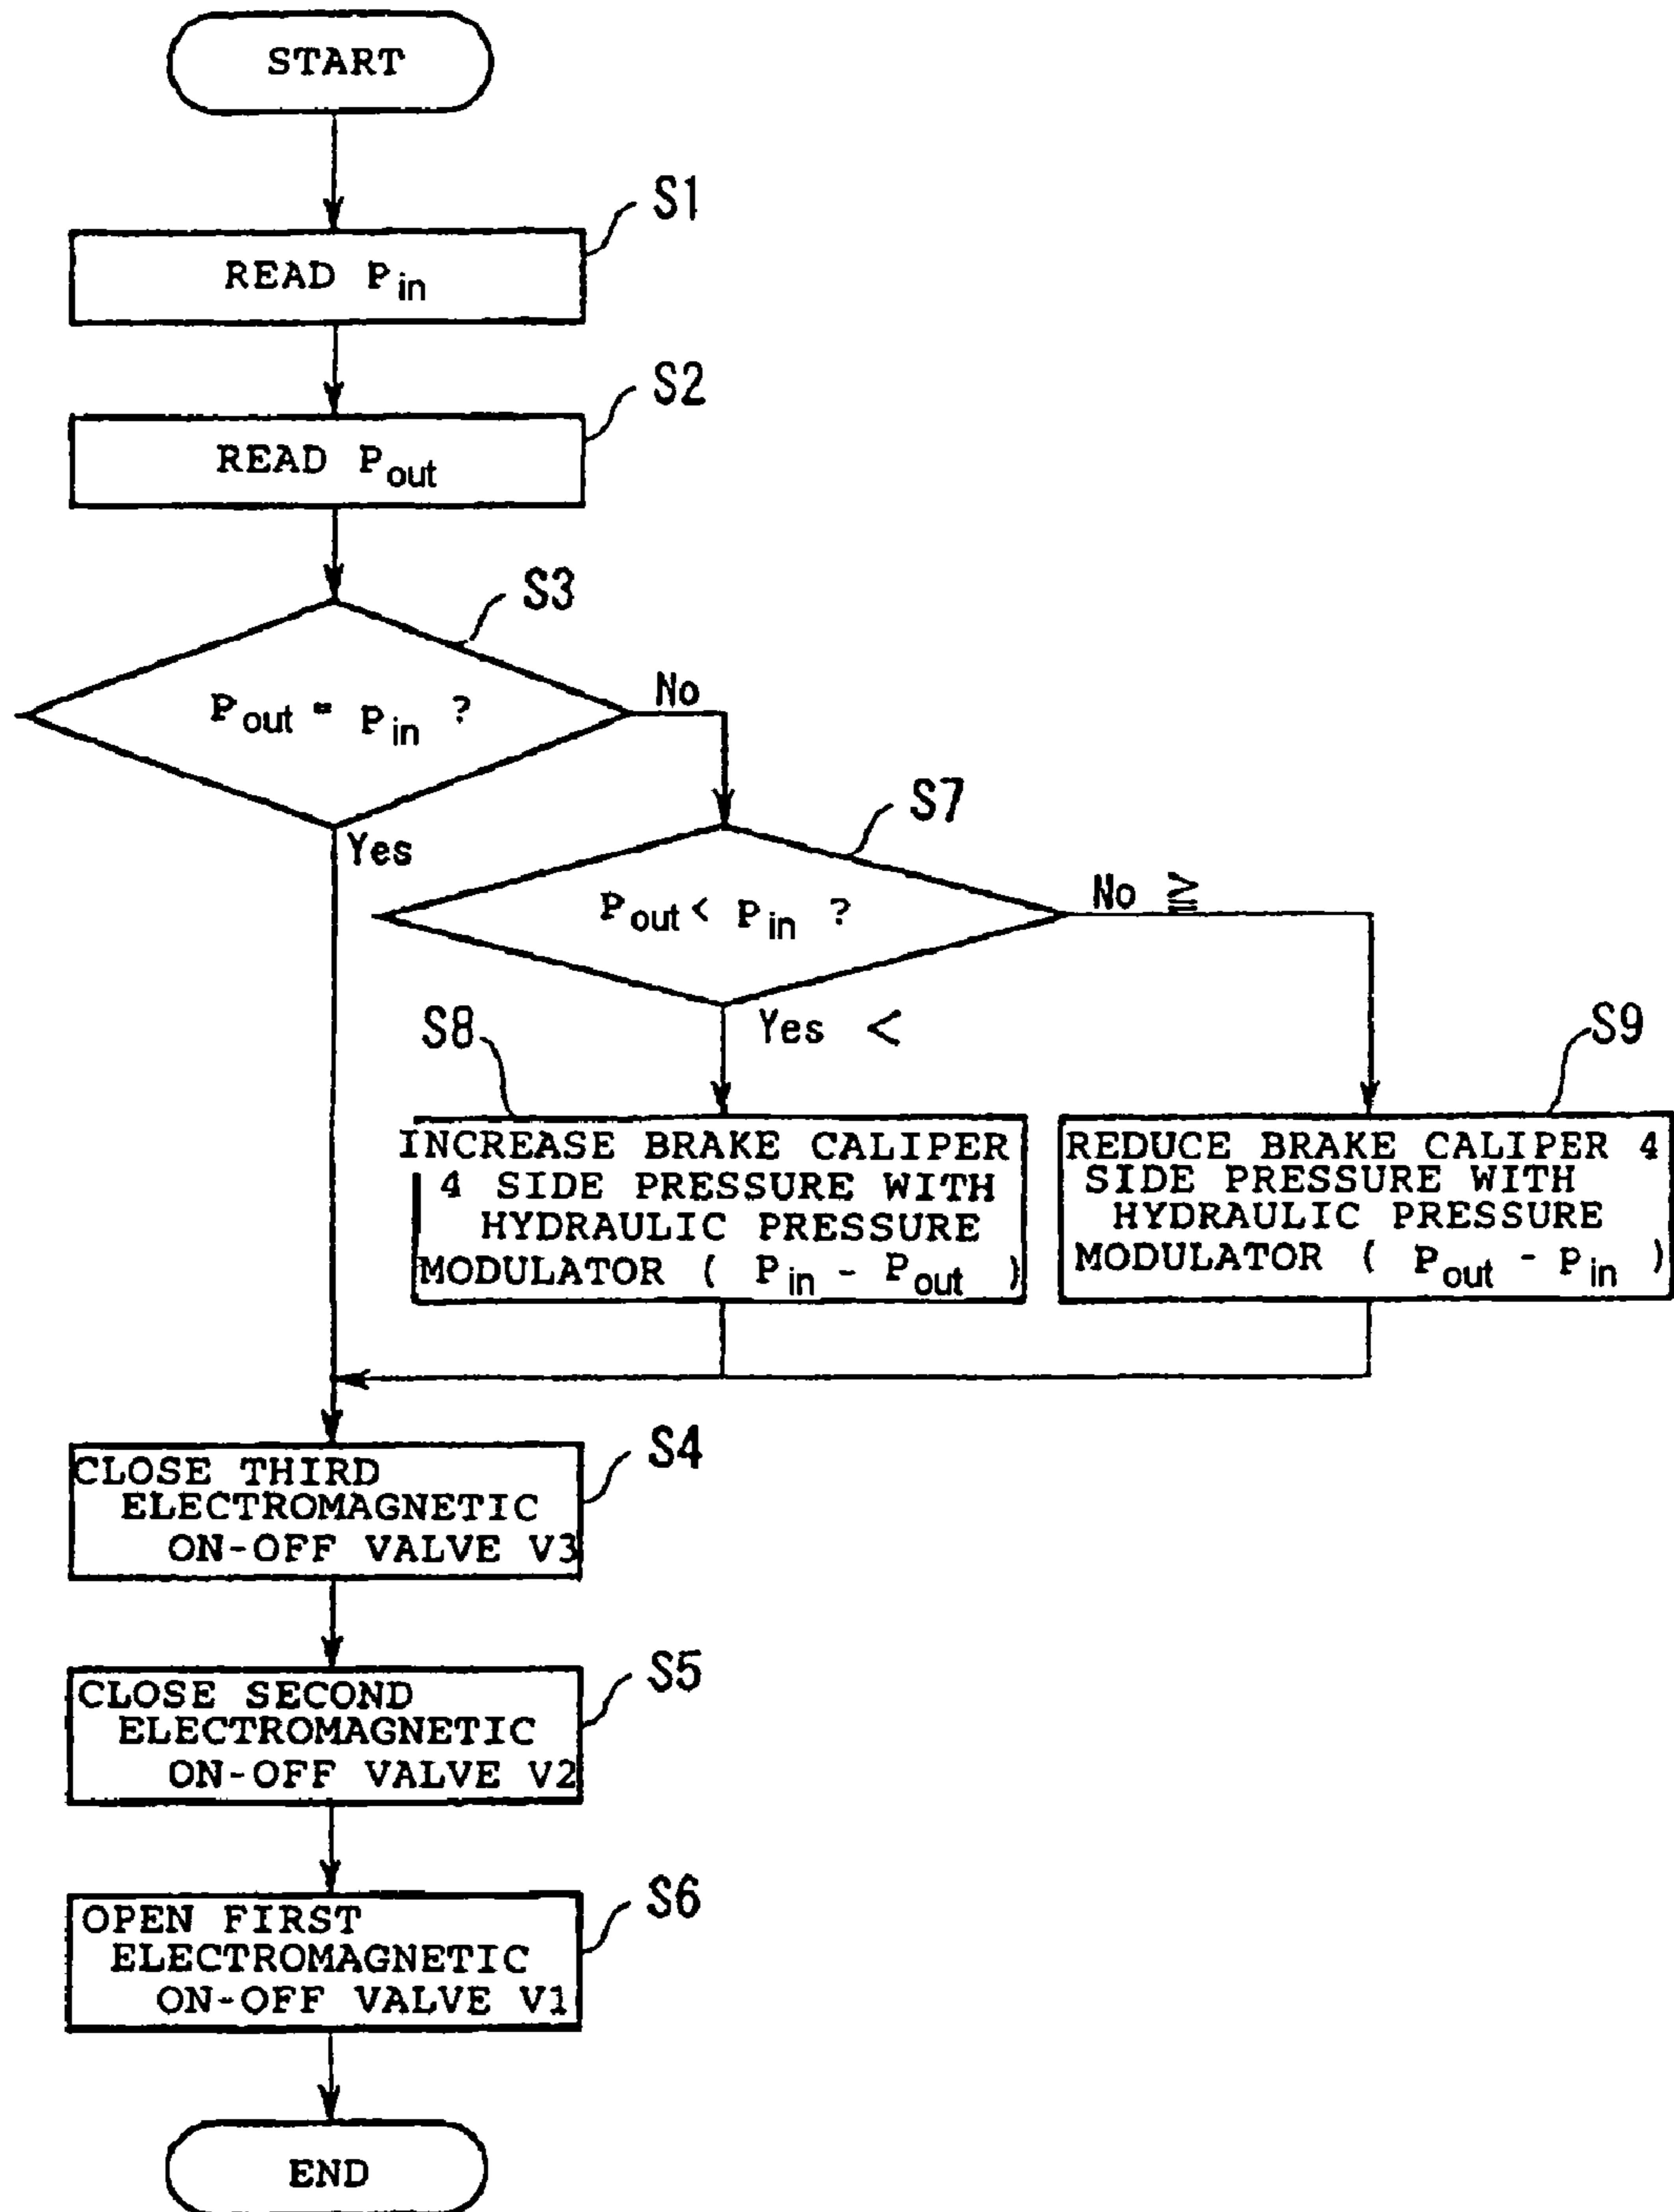 START
S1
READ Pin
S2
READ Pout
S3
Pout = Pin ?
No
Yes
S7
Pout < Pin ?
No ≧
Yes <
S8
INCREASE BRAKE CALIPER
4 SIDE PRESSURE WITH
HYDRAULIC PRESSURE
MODULATOR ( Pin - Pout )
S9
REDUCE BRAKE CALIPER 4
SIDE PRESSURE WITH
HYDRAULIC PRESSURE
MODULATOR ( Pout - Pin )
S4
CLOSE THIRD
ELECTROMAGNETIC
ON-OFF VALVE V3
S5
CLOSE SECOND
ELECTROMAGNETIC
ON-OFF VALVE V2
S6
OPEN FIRST
ELECTROMAGNETIC
ON-OFF VALVE V1
END